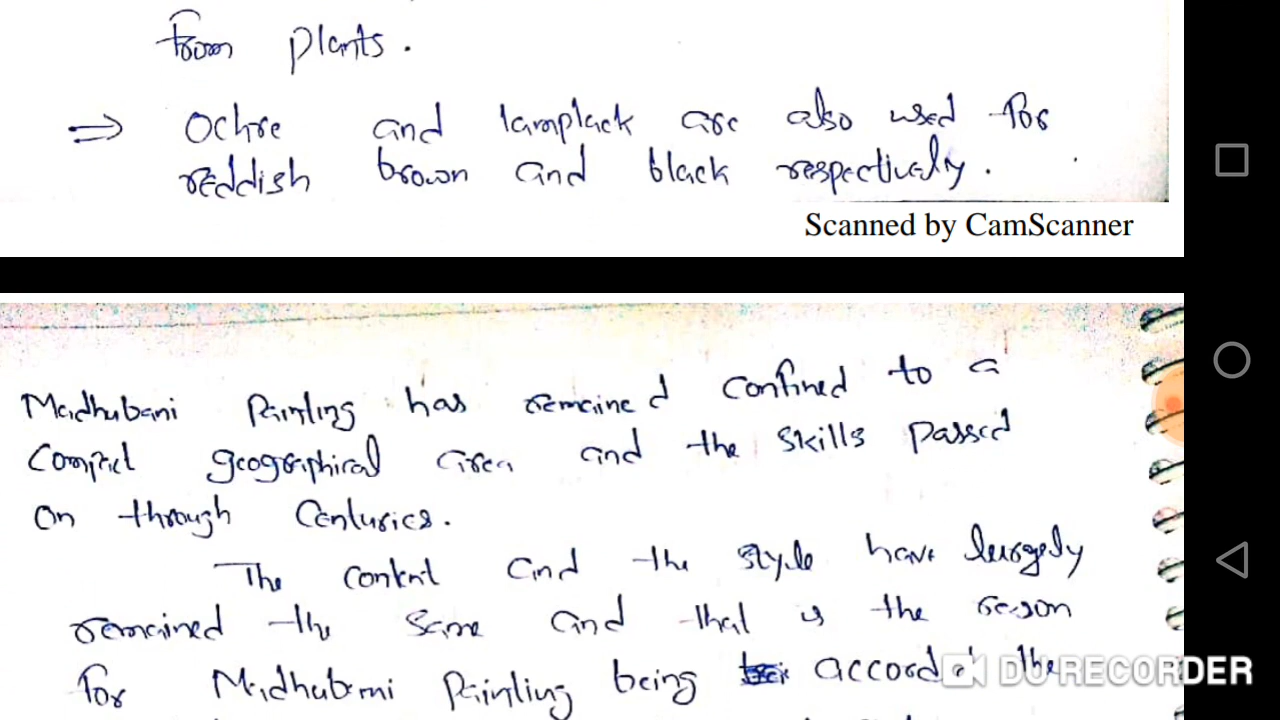 from plants.
⇒ Ochre and lamplack are also used for
reddish brown and black respectively.
Scanned by CamScanner
Madhubani Painting has remained confined to a
compact geographical area and the skills passed
on through centuries.
The content and the style have largely
remained the same and that is the reason
for Madhubani Painting being accorded the
DU RECORDER